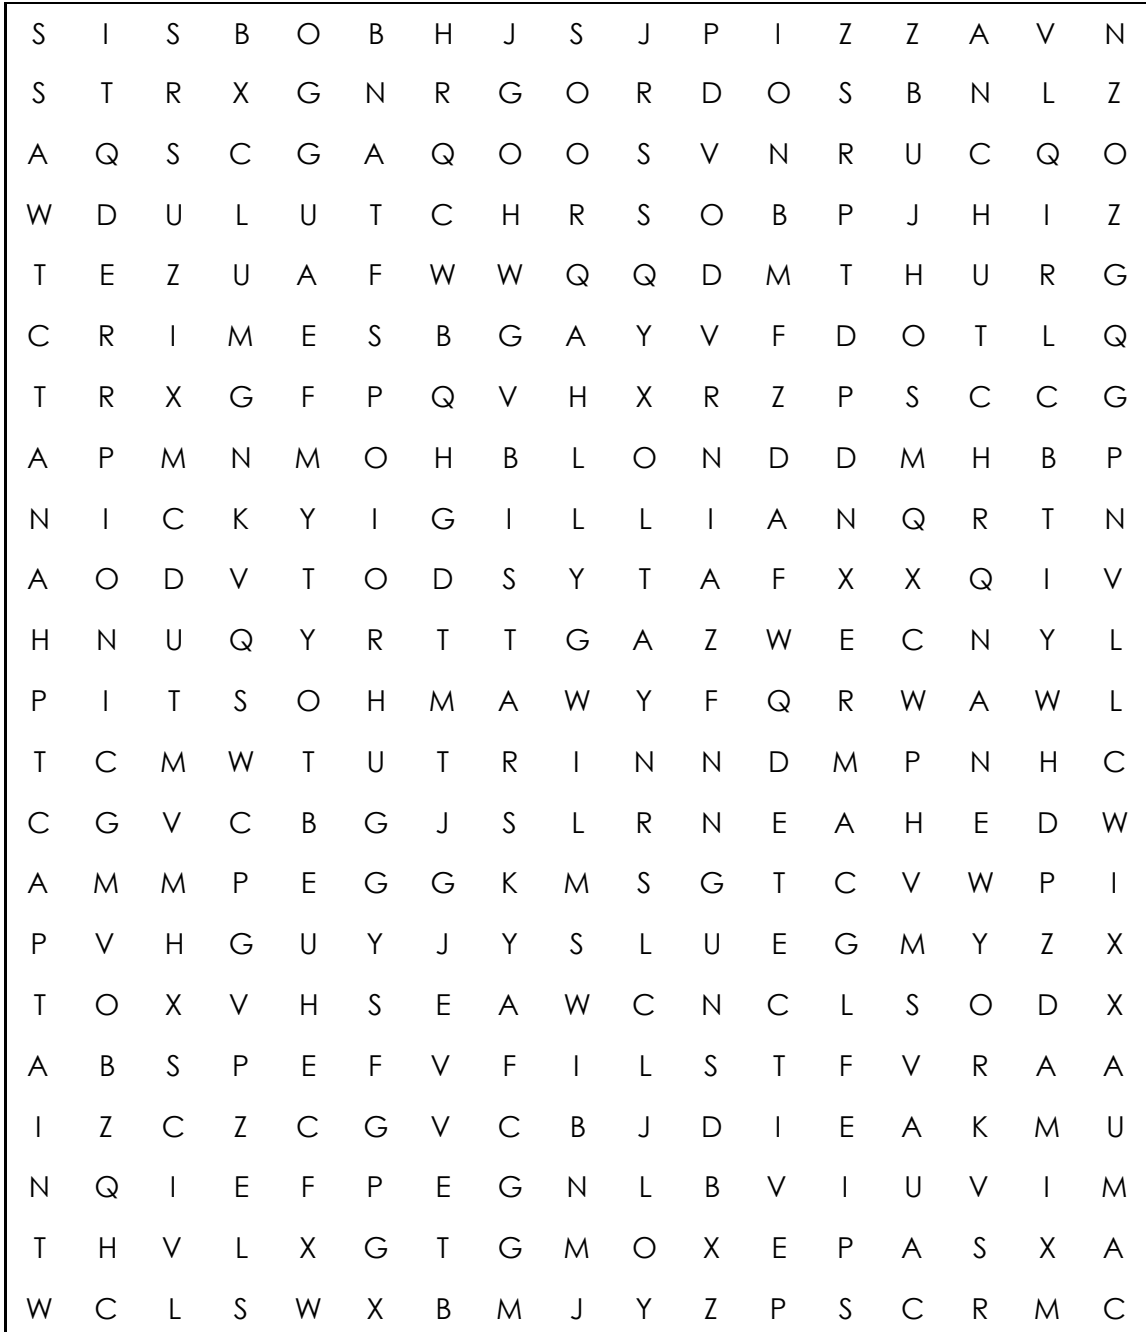 S I S B O B H J S J P I Z Z A V N
S T R X G N R G O R D O S B N L Z
A Q S C G A Q O O S V N R U C Q O
W D U L U T C H R S O B P J H I Z
T E Z U A F W W Q Q D M T H U R G
C R I M E S B G A Y V F D O T L Q
T R X G F P Q V H X R Z P S C C G
A P M N M O H B L O N D D M H B P
N I C K Y I G I L L I A N Q R T N
A O D V T O D S Y T A F X X Q I V
H N U Q Y R T T G A Z W E C N Y L
P I T S O H M A W Y F Q R W A W L
T C M W T U T R I N N D M P N H C
C G V C B G J S L R N E A H E D W
A M M P E G G K M S G T C V W P I
P V H G U Y J Y S L U E G M Y Z X
T O X V H S E A W C N C L S O D X
A B S P E F V F I L S T F V R A A
I Z C Z C G V C B J D I E A K M U
N Q I E F P E G N L B V I U V I M
T H V L X G T G M O X E P A S X A
W C L S W X B M J Y Z P S C R M C